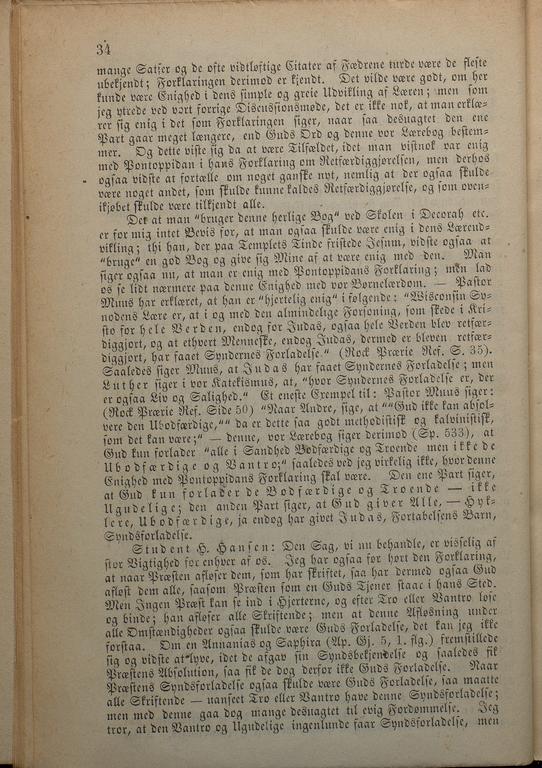 34
mange Satser og de ofte vidtløftige Citater af Fædrene turde være de fleste
ubekjendt; Forklaringen derimod er kjendt. Det vilde være godt, om her
kunde være Enighed i dens simple og greie Udvikling af Læren; men som
jeg ytrede ved vort forrige Discussionsmøde, det er ikke nok, at man erklæ-
rer sig enig i det som Forklaringen siger, naar saa desuagtet den ene
Part gaar meget længere, end Guds Ord og denne vor Lærebog bestem-
mer. Og dette viste sig da at være Tilfældet, idet man vistnok var enig
med Pontoppidan i hans Forklaring om Retfærdiggjørelsen, men derhos
ogsaa vidste at fortælle om noget ganske nyt, nemlig at der ogsaa skulde
være noget andet, som skulde kunne kaldes Retfærdiggjørelse, og som oven-
ikjøbet skulde være tilkjendt alle.
Det at man "bruger denne herlige Bog" ved Skolen i Decorah etc.
er for mig intet Bevis for, at man ogsaa skulde være enig i dens Lærend-
vikling; thi han, der paa Templets Tinde fristede Jesum, vidste ogsaa at
"bruge" en god Bog og give sig Mine af at være enig med den. Man
siger ogsaa nu, at man er enig med Pontoppidans Forklaring; men lad
os se lidt nærmere paa denne Enighed med vor Børnelærdom. — Pastor
Muus har erklæret, at han er "hjertelig enig" i følgende: "Wisconsin Sy-
nodens Lære er, at i og med den almindelige Forsoning, som skede i Kri-
sto for hele Verden, endog for Judas, ogsaa hele Verden blev retfær-
diggjort, og at ethvert Menneske, endog Judas, dermed er bleven retfær-
diggjort, har faaet Syndernes Forladelse." (Rock Prærie Ref. S. 35).
Saaledes siger Muus, at Judas har faaet Syndernes Forladelse; men
Luther siger i vor Katekismus, at, "hvor Syndernes Forladelse er, der
er ogsaa Liv og Salighed." Et eneste Exempel til: Pastor Muus siger:
(Rock Prærie Ref. Side 50) "Naar Andre, sige, at ""Gud ikke kan absol-
vere den Ubodfærdige,"" da er dette saa godt methodistisk og kalvinistisk,
som det kan være;" — denne, vor Lærebog siger derimod (Sp. 533), at
Gud kun forlader "alle i Sandhed Bodfærdige og Troende men ikke de
Ubodfærdige og Vantro;" saaledes ved jeg virkelig ikke, hvordenne
Enighed med Pontoppidans Forklaring skal være. Den ene Part siger,
at Gud kun forlader de Bodfærdige og Troende — ikke
Ugudelige; den anden Part siger, at Gud giver Alle, — Hyk-
lere, Ubodfærdige, ja endog har givet Judas, Fortabelsens Barn,
Syndsforladelse.
Student H. Hansen: Den Sag, vi nu behandle, er visselig af
stor Vigtighed for enhver af os. Jeg har ogsaa før hørt den Forklaring,
at naar Præsten afløser dem, som har skriftet, saa har dermed ogsaa Gud
afløst dem alle, saasom Præsten som en Guds Tjener staar i hans Sted.
Men Ingen Præst kan se ind i Hjerterne, og efter Tro eller Vantro løse
og binde; han afløser alle Skriftende; men at denne Afløsning under
alle Omstændigheder ogsaa skulde være Guds Forladelse, det kan jeg ikke
forstaa. Om en Annanias og Saphira (Ap. Gj. 5, 1. flg.) fremstillede
sig og vidste at lyve, idet de afgav sin Syndsbekjendelse og saaledes fik
Præstens Absolution, saa fik de dog derfor ikke Guds Forladelse. Naar
Præstens Syndsforladelse ogsaa skulde være Guds Forladelse, saa maatte
alle Skriftende — uanseet Tro eller Vantro have denne Syndsforladelse;
men med denne gaa dog mange desuagtet til evig Fordømmelse. Jeg
tror, at den Vantro og Ugudelige ingenlunde faar Syndsforladelse, men